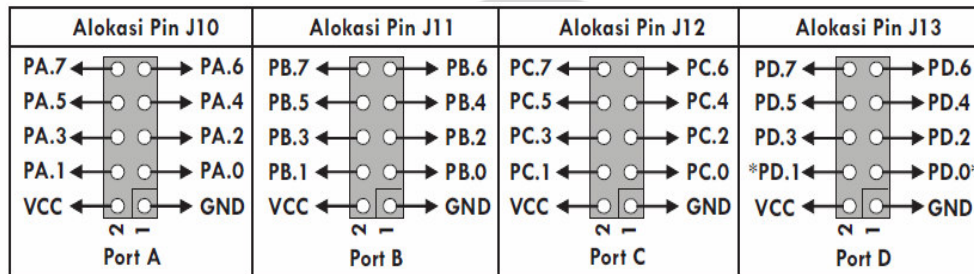 Alokasi Pin J10 Alokasi Pin J11 Alokasi Pin J12 Alokasi Pin J13
PA.7 PA.6 PB.7 PB.6 PC.7 PC.6 PD.7 PD.6
PA.5 PA.4 PB.5 PB.4 PC.5 PC.4 PD.5 PD.4
PA.3 PA.2 PB.3 PB.2 PC.3 PC.2 PD.3 PD.2
PA.1 PA.0 PB.1 PB.0 PC.1 PC.0 *PD.1 PD.0*
VCC GND VCC GND VCC GND VCC GND
2 1 2 1 2 1 2 1
Port A Port B Port C Port D